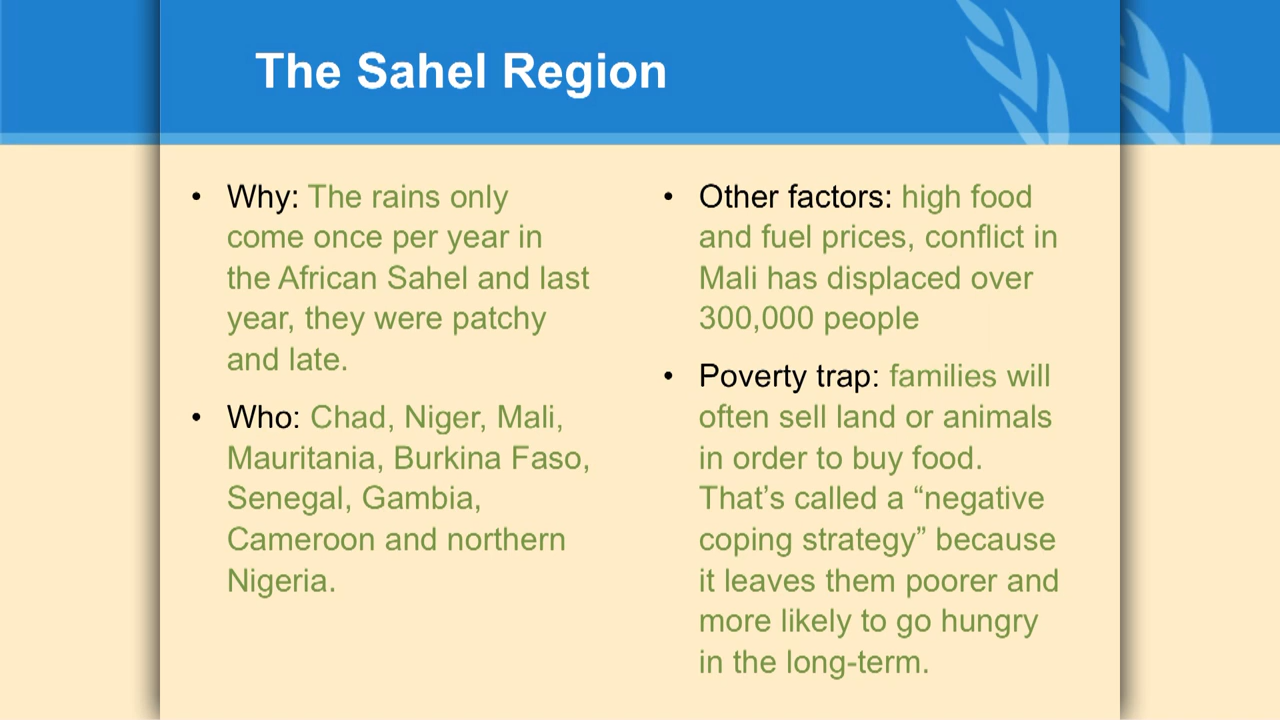 The Sahel Region
• Why: The rains only
come once per year in
the African Sahel and last
year, they were patchy
and late.
• Who: Chad, Niger, Mali,
Mauritania, Burkina Faso,
Senegal, Gambia,
Cameroon and northern
Nigeria.
• Other factors: high food
and fuel prices, conflict in
Mali has displaced over
300,000 people
• Poverty trap: families will
often sell land or animals
in order to buy food.
That’s called a “negative
coping strategy” because
it leaves them poorer and
more likely to go hungry
in the long-term.